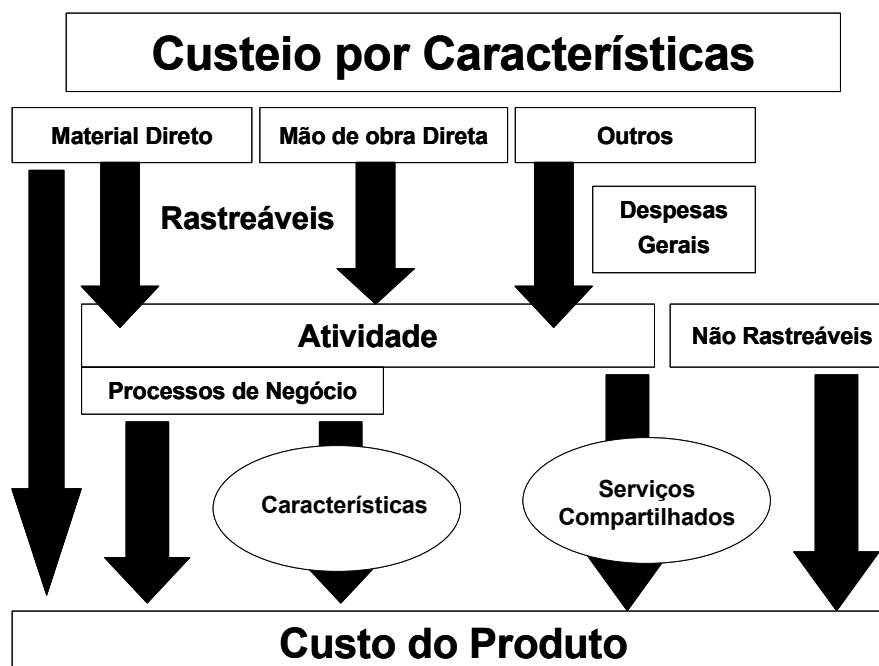 Custeio por Características
Material Direto
Mão de obra Direta
Outros
Rastreáveis
Despesas
Gerais
Atividade
Não Rastreáveis
Processos de Negócio
Características
Serviços
Compartilhados
Custo do Produto